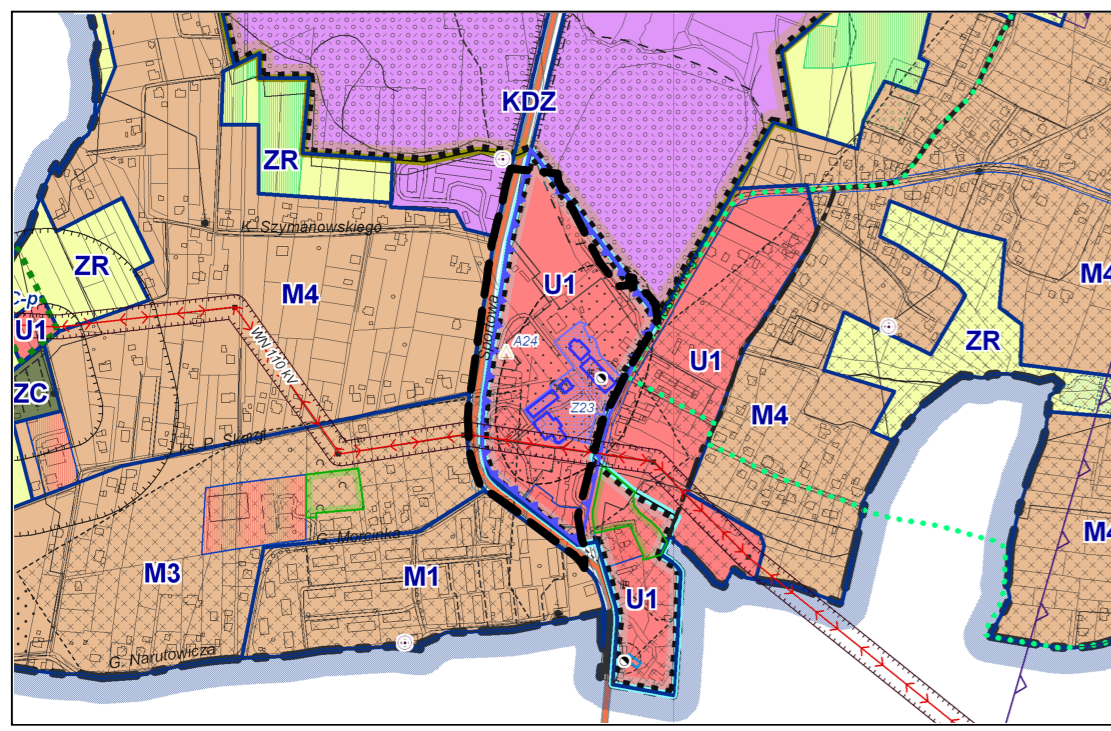 KDZ
ZR
K. Szymanowskiego
ZR
M4
M4
C-p
U1
U1
WN 110 kV
Sportowa
A24
U1
ZR
ZC
Z23
M4
ks. P. Skargi
G. Morcinka
M4
M3
M1
U1
G. Narutowicza